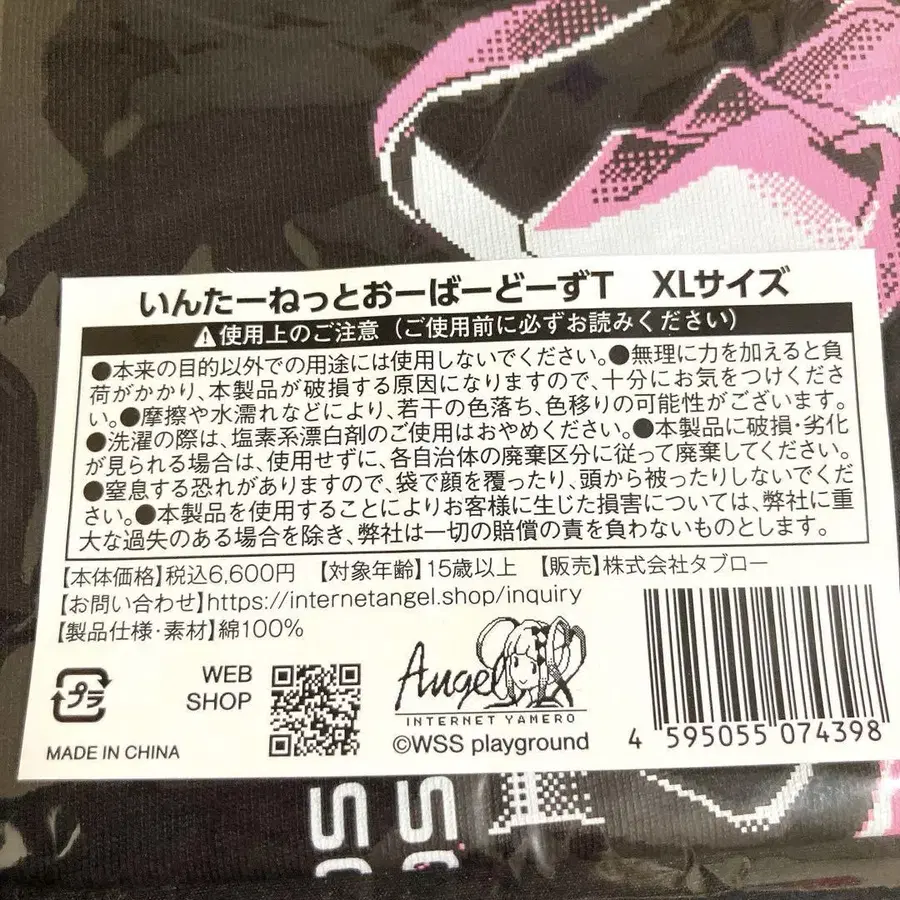 いんたーねっとおーばーどーずT XLサイズ
⚠使用上のご注意（ご使用前に必ずお読みください）
●本来の目的以外での用途には使用しないでください。●無理に力を加えると負
荷がかかり、本製品が破損する原因になりますので、十分にお気をつけくださ
い。●摩擦や水濡れなどにより、若干の色落ち、色移りの可能性がございます。
●洗濯の際は、塩素系漂白剤のご使用はおやめください。●本製品に破損・劣化
が見られる場合は、使用せずに、各自治体の廃棄区分に従って廃棄してください。
●窒息する恐れがありますので、袋で顔を覆ったり、頭から被ったりしないでくだ
さい。●本製品を使用することによりお客様に生じた損害については、弊社に重
大な過失のある場合を除き、弊社は一切の賠償の責を負わないものとします。
【本体価格】税込6,600円 【対象年齢】15歳以上 【販売】株式会社タブロー
【お問い合わせ】https://internetangel.shop/inquiry
【製品仕様・素材】綿100%
プラ
WEB
SHOP
Angel
INTERNET YAMERO
©WSS playground
MADE IN CHINA
4 595055 074398